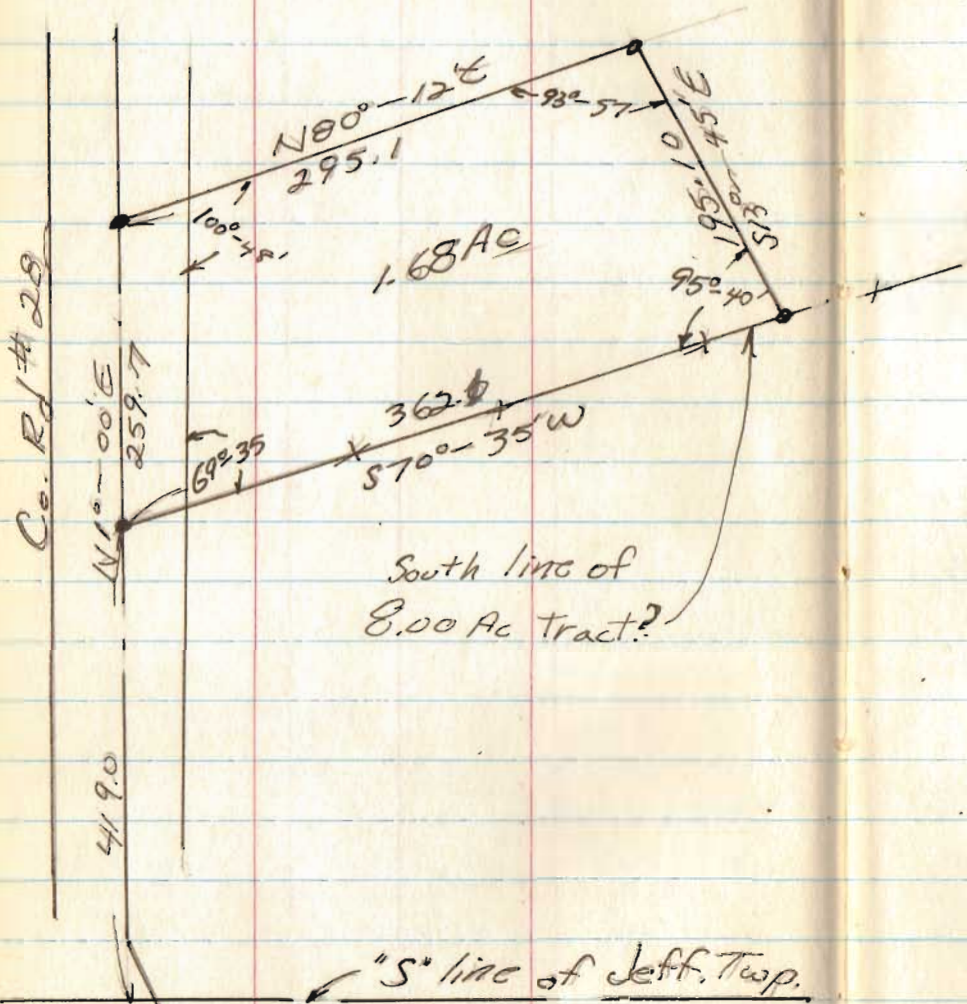 N80°-12'E
295.1
93°-57
195.10
S13°-45'E
100°-48'
1.68 Ac
95°-40
Co. Rd # 28
N1°-00'E
259.7
69°-35
S70°-35'W
South line of
8.00 Ac Tract?
419.0
"S" line of Jeff. Twp.